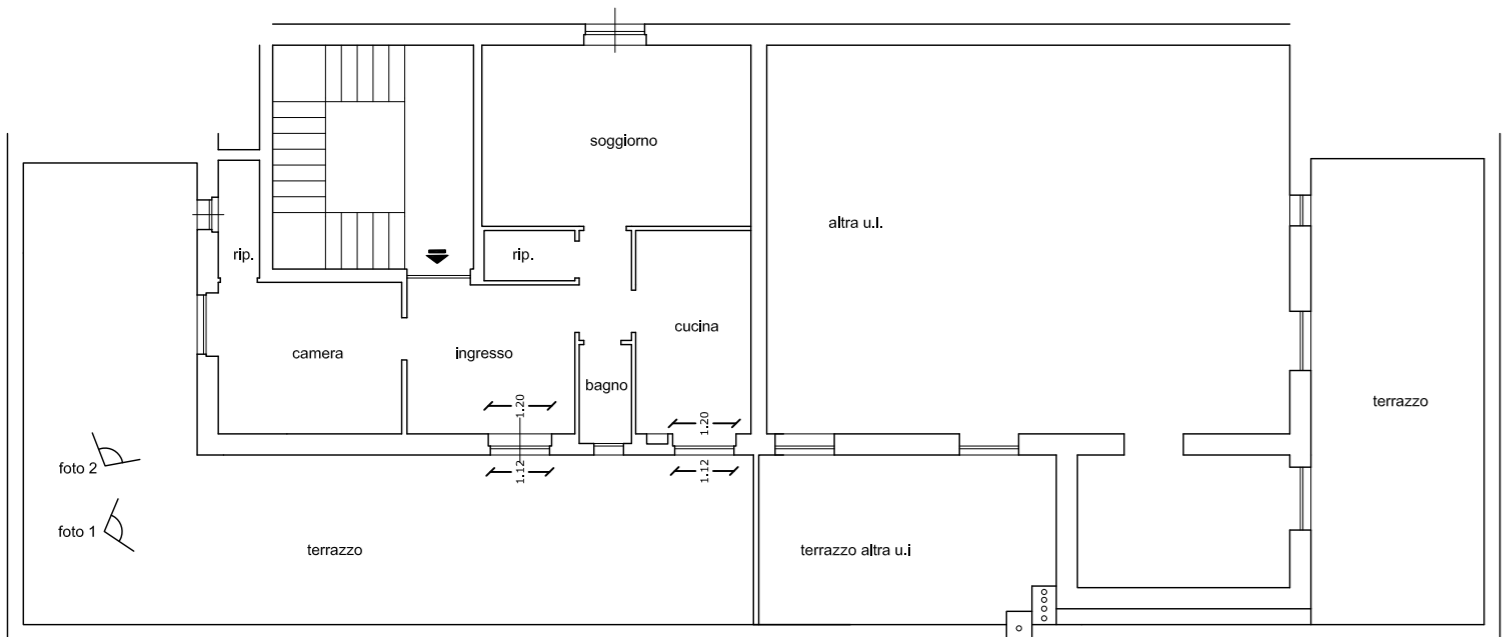 soggiorno
altra u.I.
rip.
rip.
cucina
camera
ingresso
bagno
terrazzo
1.20
1.20
foto 2
1.12
1.12
foto 1
terrazzo
terrazzo altra u.i